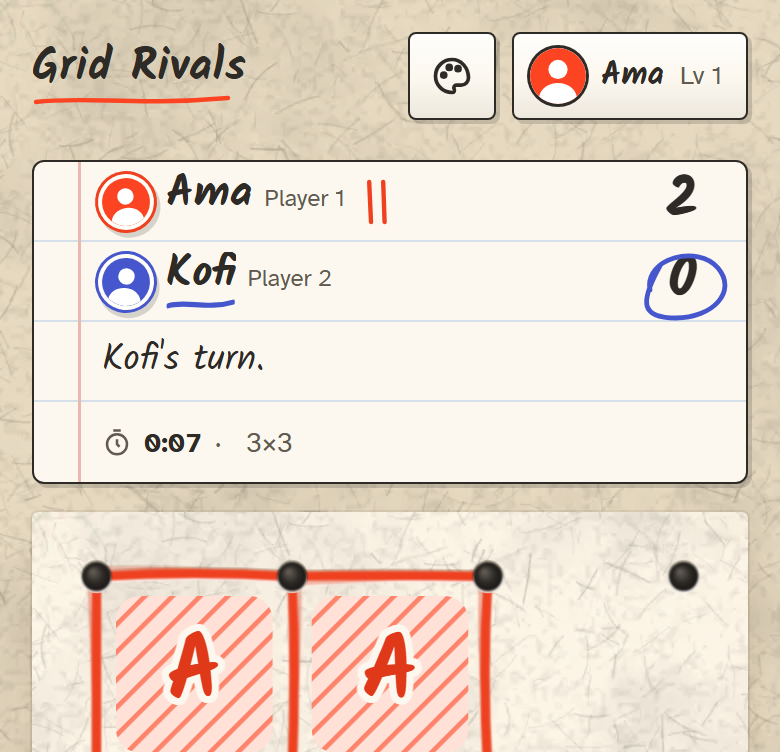 Grid Rivals
Ama Lv 1
Ama Player 1 2
Kofi Player 2 0
Kofi's turn.
0:07 · 3×3
A A